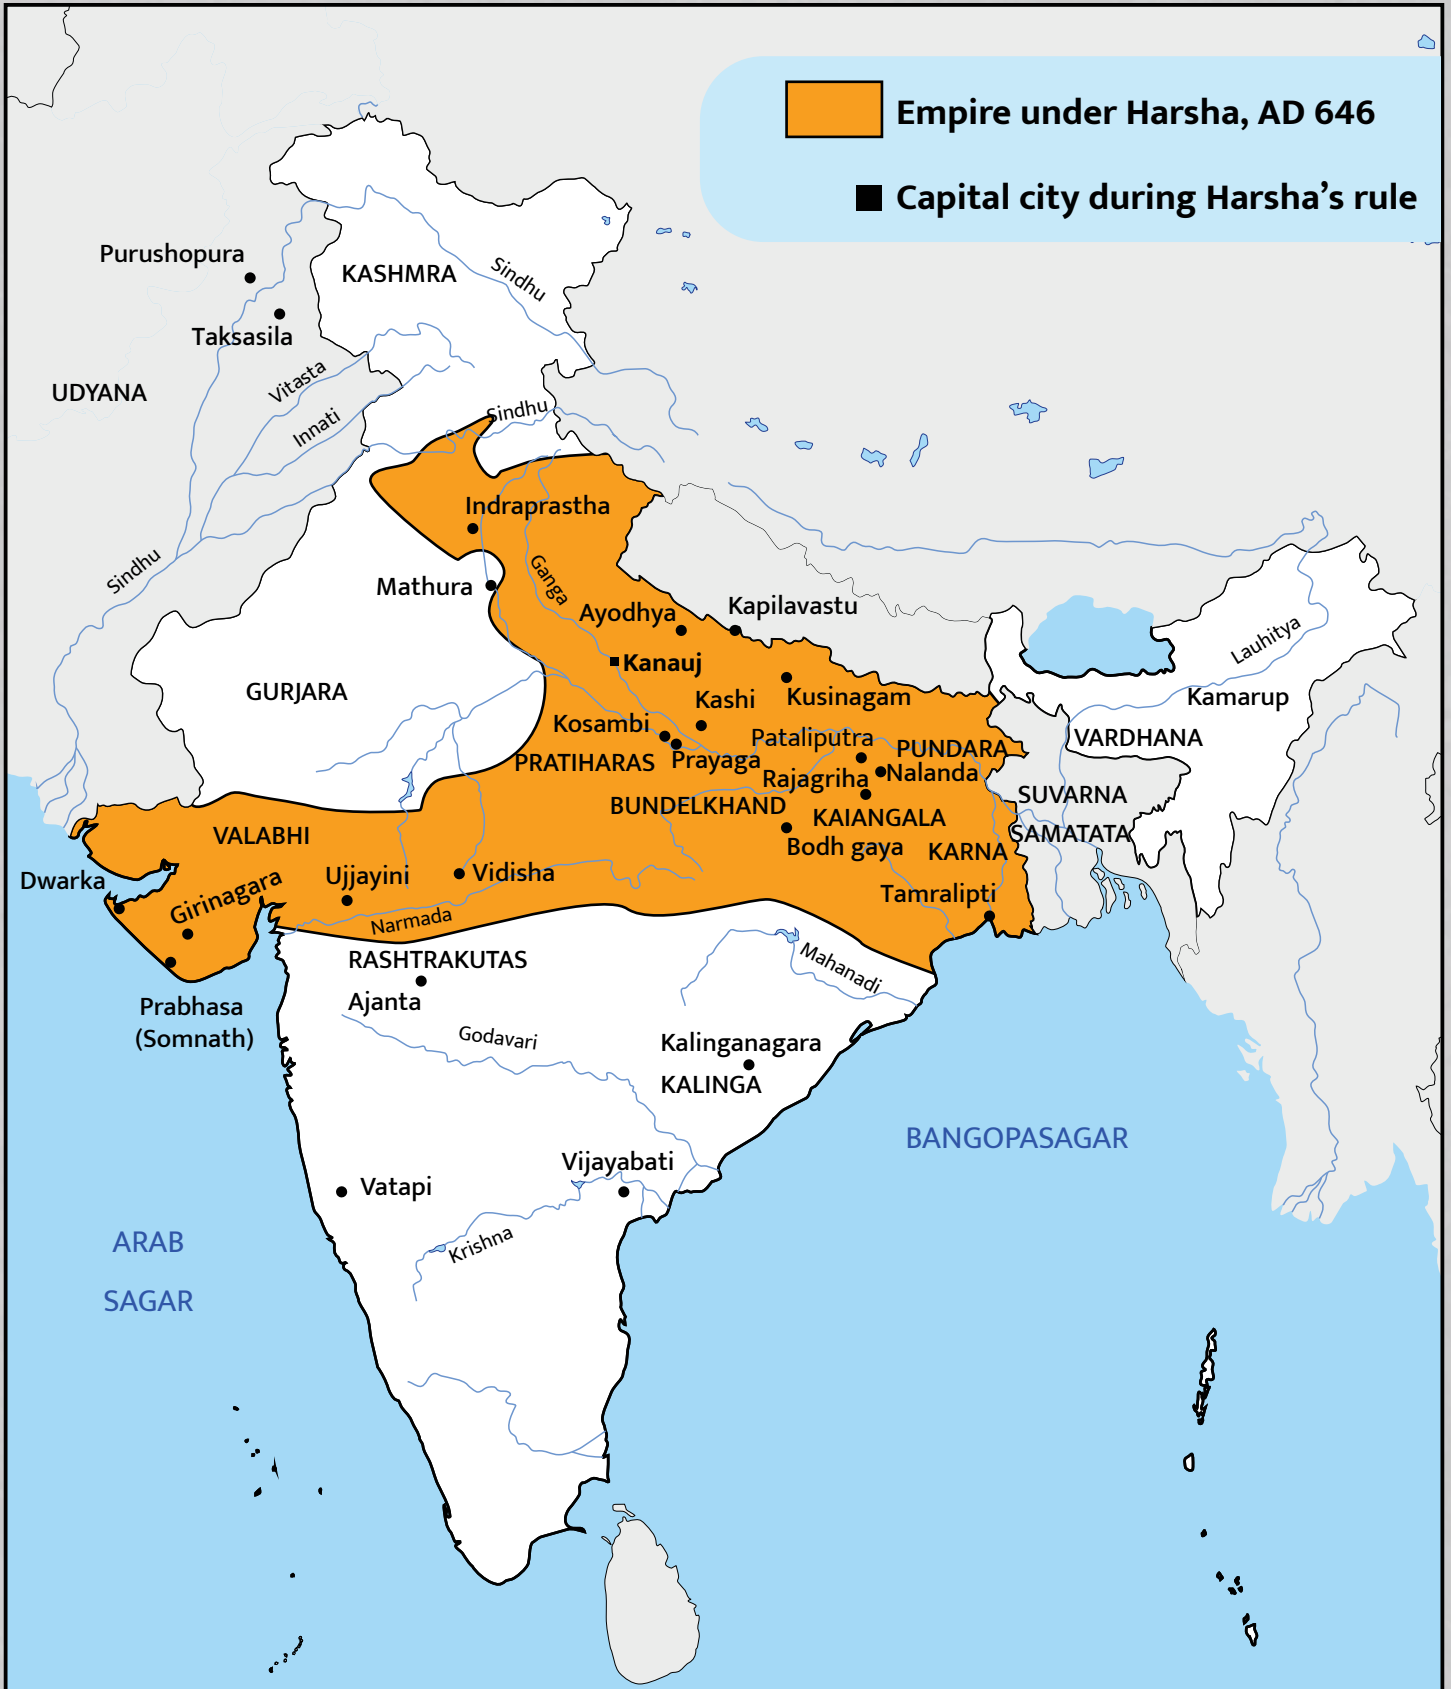 Empire under Harsha, AD 646
Capital city during Harsha's rule
Purushopura
KASHMRA
Sindhu
Taksasila
Vitasta
UDYANA
Innati
Sindhu
Indraprastha
Sindhu
Ganga
Mathura
Ayodhya
Kapilavastu
Lauhitya
Kanauj
GURJARA
Kashi
Kusinagam
Kamarup
Kosambi
Pataliputra
PUNDARA
VARDHANA
PRATIHARAS
Prayaga
Rajagriha
Nalanda
BUNDELKHAND
SUVARNA
KAIANGALA
VALABHI
SAMATATA
Bodh gaya
KARNA
Dwarka
Girinagara
Ujjayini
Vidisha
Tamralipti
Narmada
RASHTRAKUTAS
Mahanadi
Ajanta
Prabhasa
(Somnath)
Godavari
Kalinganagara
KALINGA
BANGOPASAGAR
Vijayabati
Vatapi
Krishna
ARAB
SAGAR